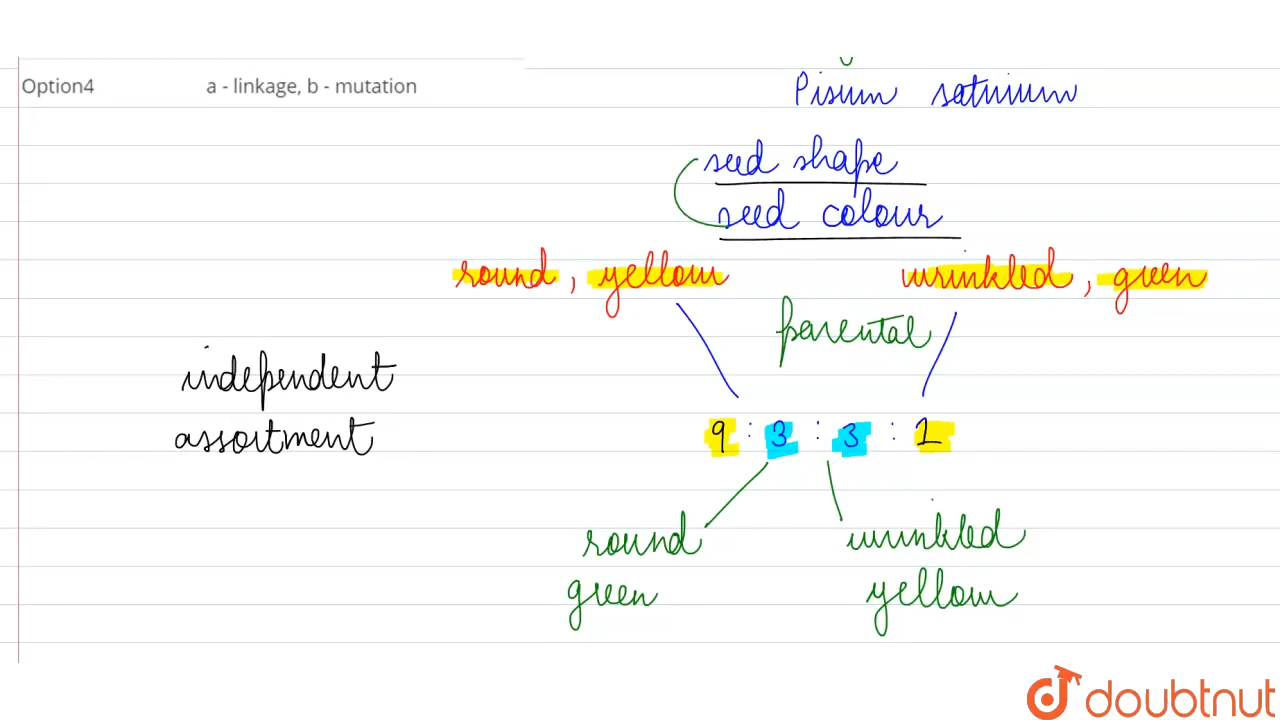 Option4 a - linkage, b - mutation
Pisum sativium
seed shape
seed colour
round, yellow wrinkled, green
parental
independent
assortment
9 : 3 : 3 : 1
round wrinkled
green yellow
doubtnut